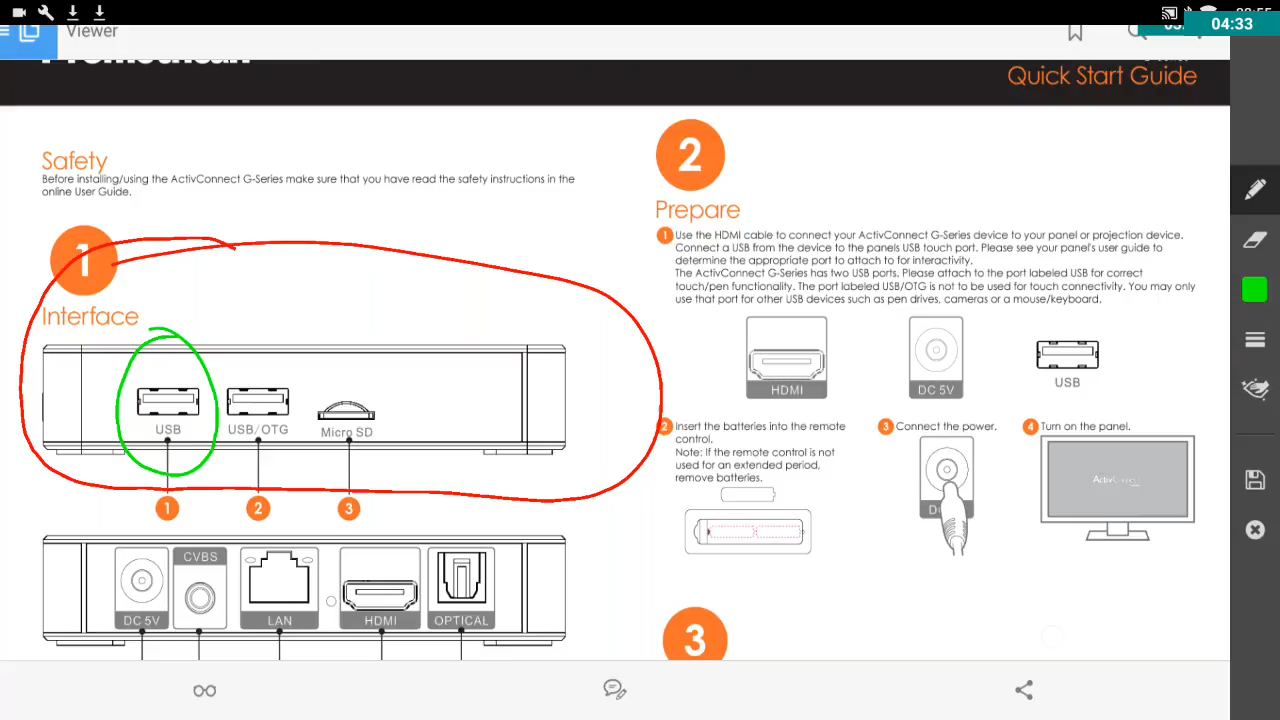 04:33
Viewer
Quick Start Guide
Safety
Before installing/using the ActivConnect G-Series make sure that you have read the safety instructions in the
online User Guide.
1
Interface
USB
USB/OTG
Micro SD
1
2
3
DC 5V
CVBS
LAN
HDMI
OPTICAL
2
Prepare
1 Use the HDMI cable to connect your ActivConnect G-Series device to your panel or projection device.
Connect a USB from the device to the panels USB touch port. Please see your panel's user guide to
determine the appropriate port to attach to for interactivity.
The ActivConnect G-Series has two USB ports. Please attach to the port labeled USB for correct
touch/pen functionality. The port labeled USB/OTG is not to be used for touch connectivity. You may only
use that port for other USB devices such as pen drives, cameras or a mouse/keyboard.
HDMI
DC 5V
USB
2 Insert the batteries into the remote
control.
Note: If the remote control is not
used for an extended period,
remove batteries.
3 Connect the power.
4 Turn on the panel.
3